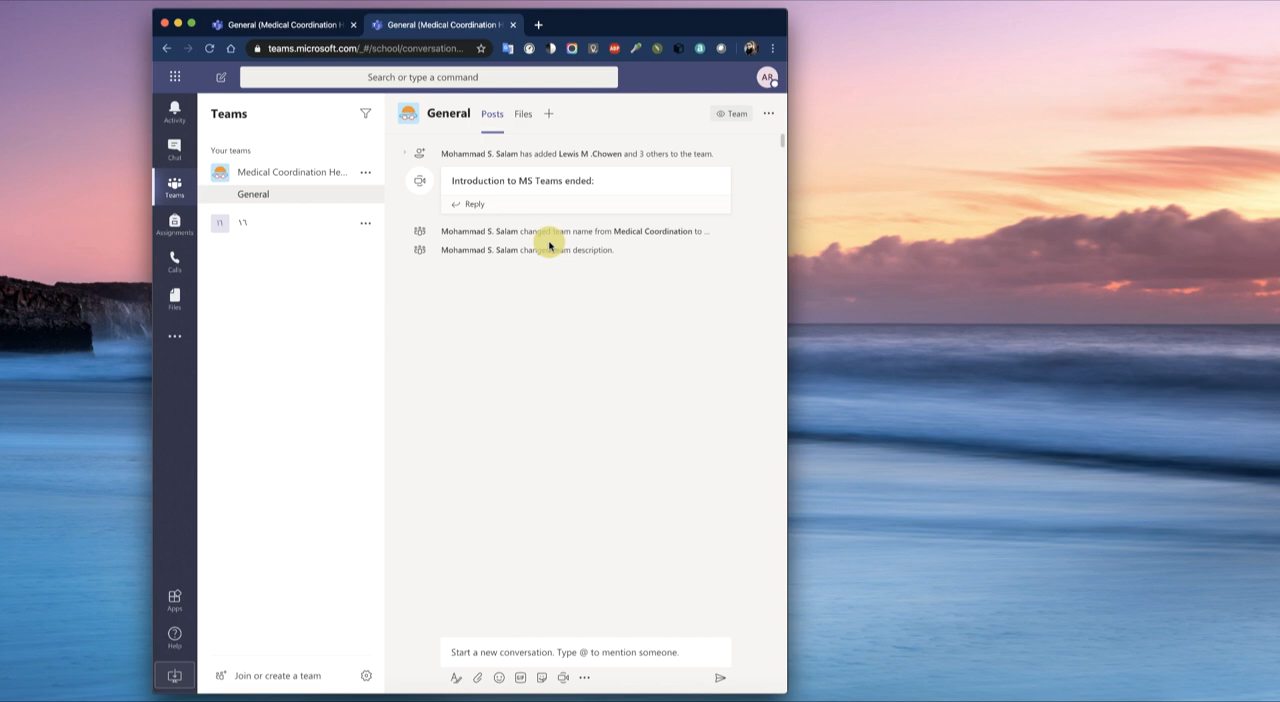 General (Medical Coordination H
General (Medical Coordination H
teams.microsoft.com/_#/school/conversation...
Search or type a command
AR
Activity
Chat
Teams
Assignments
Calls
Files
Apps
Help
Teams
Your teams
Medical Coordination He...
General
١٦ ١٦
Join or create a team
General Posts Files
Team
Mohammad S. Salam has added Lewis M .Chowen and 3 others to the team.
Introduction to MS Teams ended:
Reply
Mohammad S. Salam changed team name from Medical Coordination to ...
Mohammad S. Salam changed team description.
Start a new conversation. Type @ to mention someone.
GIF
ABP